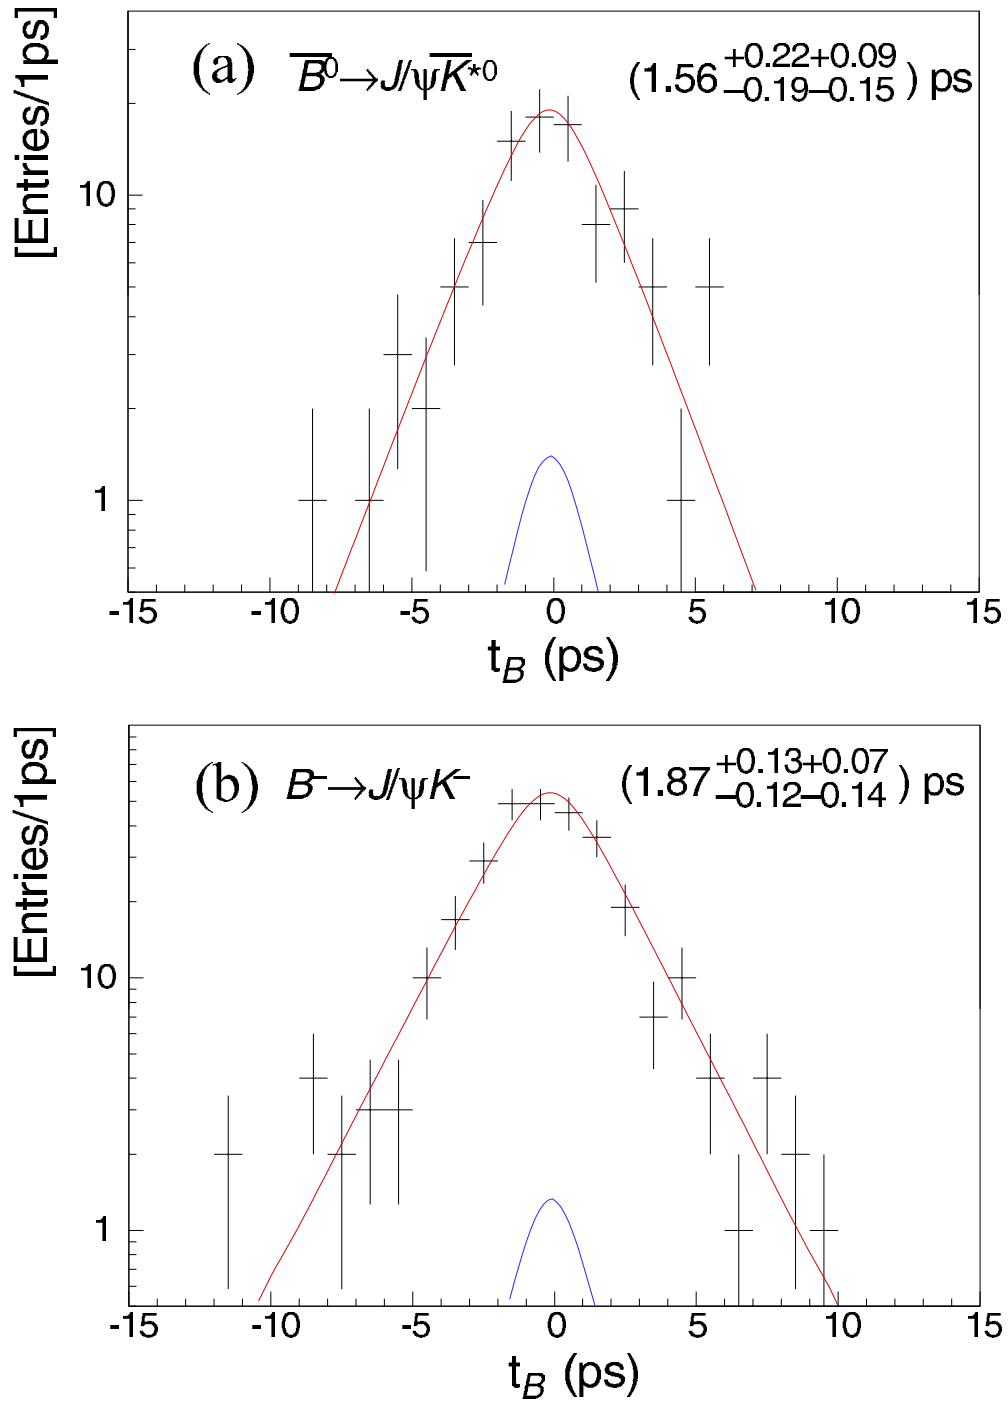 (a) B̅⁰→J/ψK̅*⁰ (1.56 +0.22+0.09 −0.19−0.15) ps
[Entries/1ps]
10
1
-15 -10 -5 0 5 10 15
t_B (ps)
(b) B⁻→J/ψK⁻ (1.87 +0.13+0.07 −0.12−0.14) ps
[Entries/1ps]
10
1
-15 -10 -5 0 5 10 15
t_B (ps)